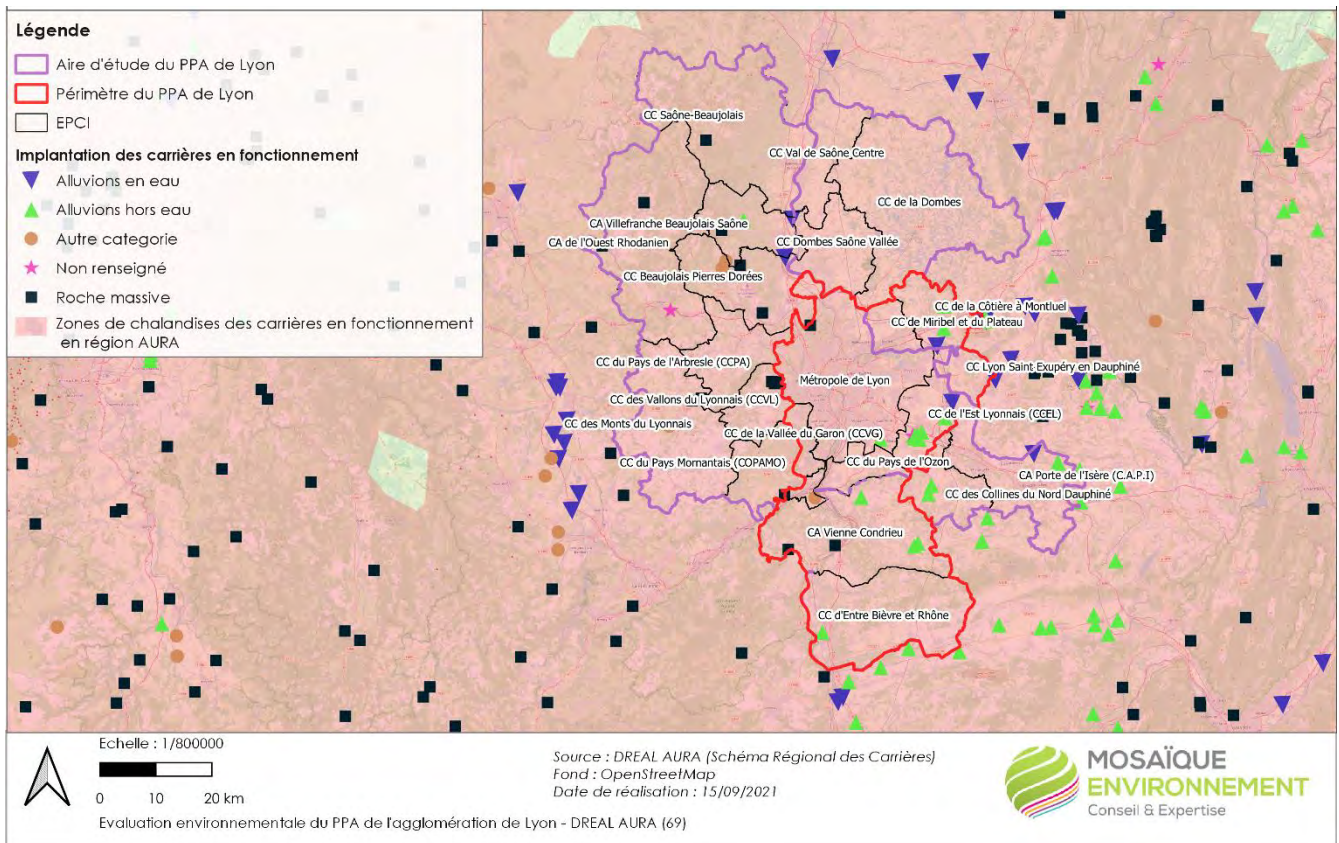 Légende
Aire d'étude du PPA de Lyon
Périmètre du PPA de Lyon
EPCI
Implantation des carrières en fonctionnement
Alluvions en eau
Alluvions hors eau
Autre categorie
Non renseigné
Roche massive
Zones de chalandises des carrières en fonctionnement
en région AURA
CC Saône-Beaujolais
CC Val de Saône Centre
CC de la Dombes
CA Villefranche Beaujolais Saône
CA de l'Ouest Rhodanien
CC Dombes Saône Vallée
CC Beaujolais Pierres Dorées
CC de la Côtière à Montluel
CC de Miribel et du Plateau
CC du Pays de l'Arbresle (CCPA)
CC Lyon Saint Exupéry en Dauphiné
Métropole de Lyon
CC des Vallons du Lyonnais (CCVL)
CC de l'Est Lyonnais (CCEL)
CC des Monts du Lyonnais
CC de la Vallée du Garon (CCVG)
CC du Pays Mornantais (COPAMO)
CC du Pays de l'Ozon
CA Porte de l'Isère (C.A.P.I)
CC des Collines du Nord Dauphiné
CA Vienne Condrieu
CC d'Entre Bièvre et Rhône
Echelle : 1/800000
0 10 20 km
Source : DREAL AURA (Schéma Régional des Carrières)
Fond : OpenStreetMap
Date de réalisation : 15/09/2021
Evaluation environnementale du PPA de l'agglomération de Lyon - DREAL AURA (69)
MOSAÏQUE
ENVIRONNEMENT
Conseil & Expertise